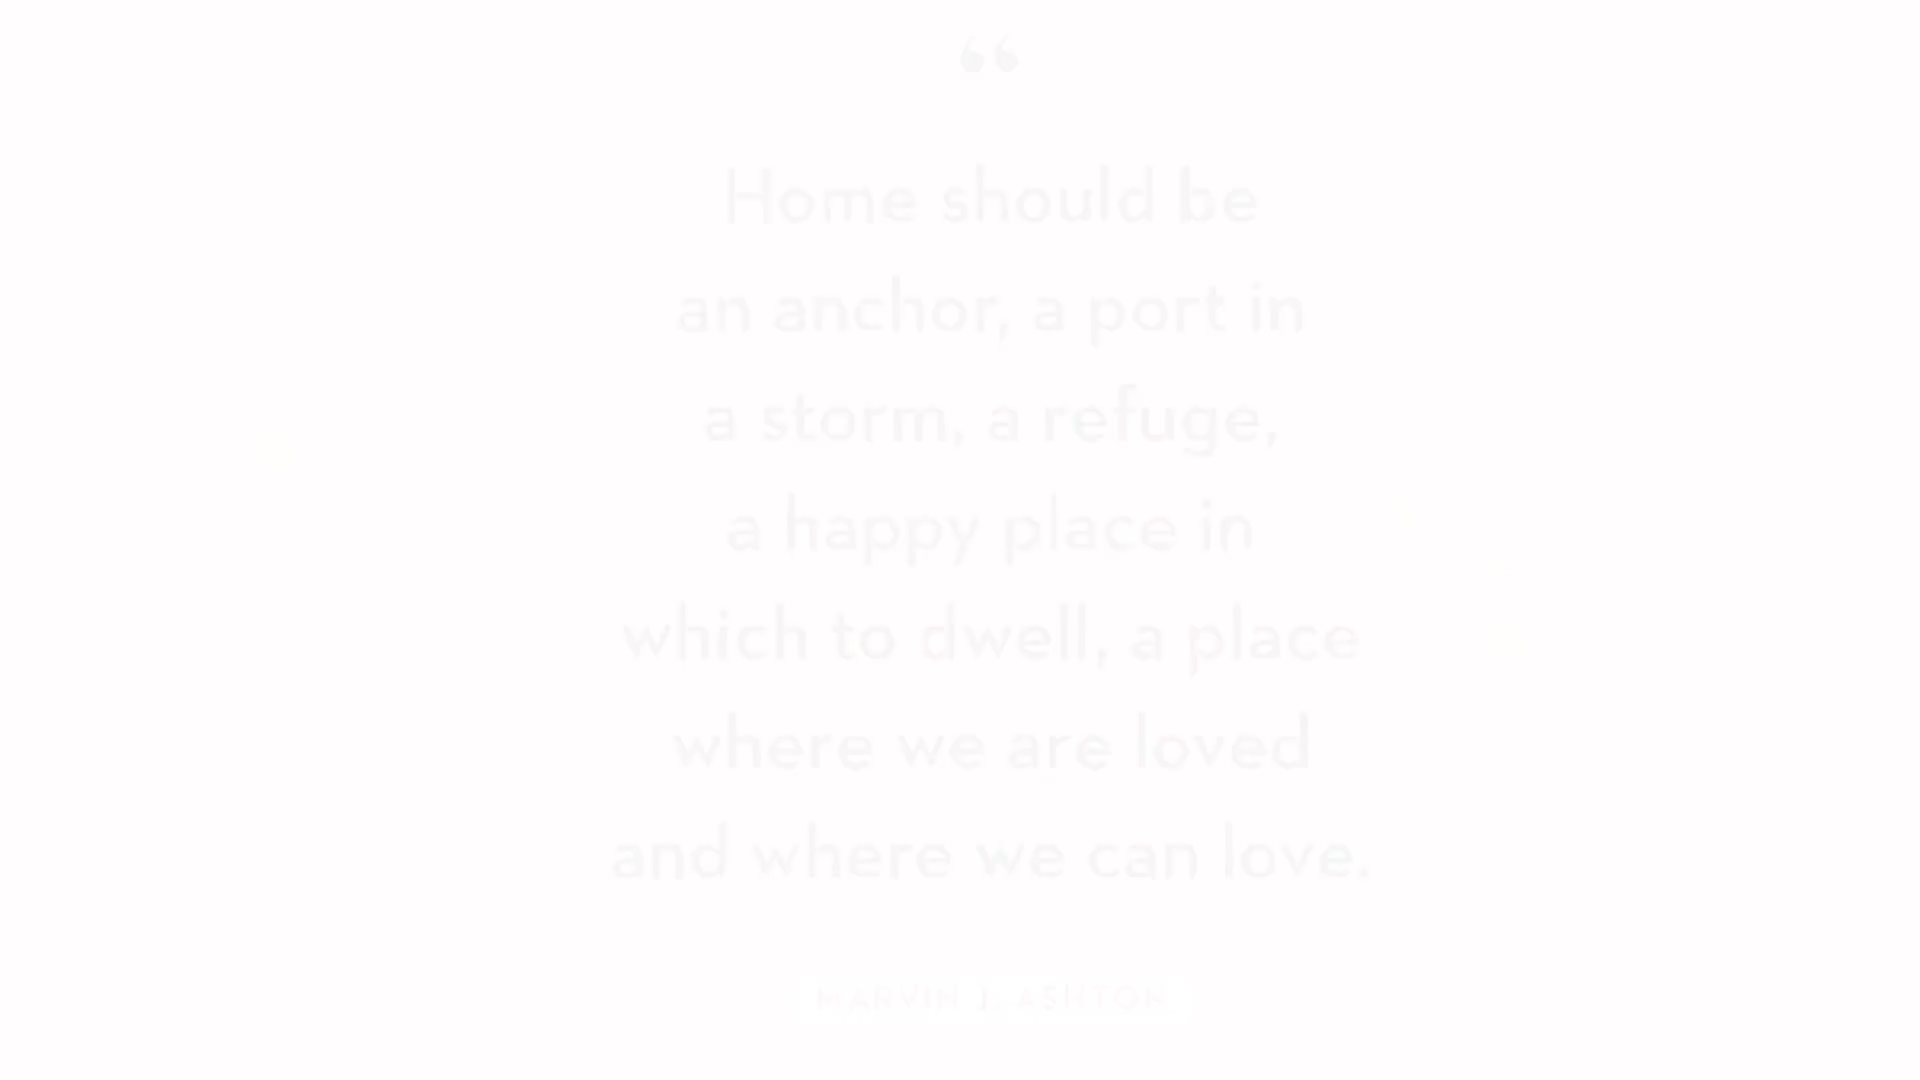 “
Home should be
an anchor, a port in
a storm, a refuge,
a happy place in
which to dwell, a place
where we are loved
and where we can love.
MARVIN J. ASHTON